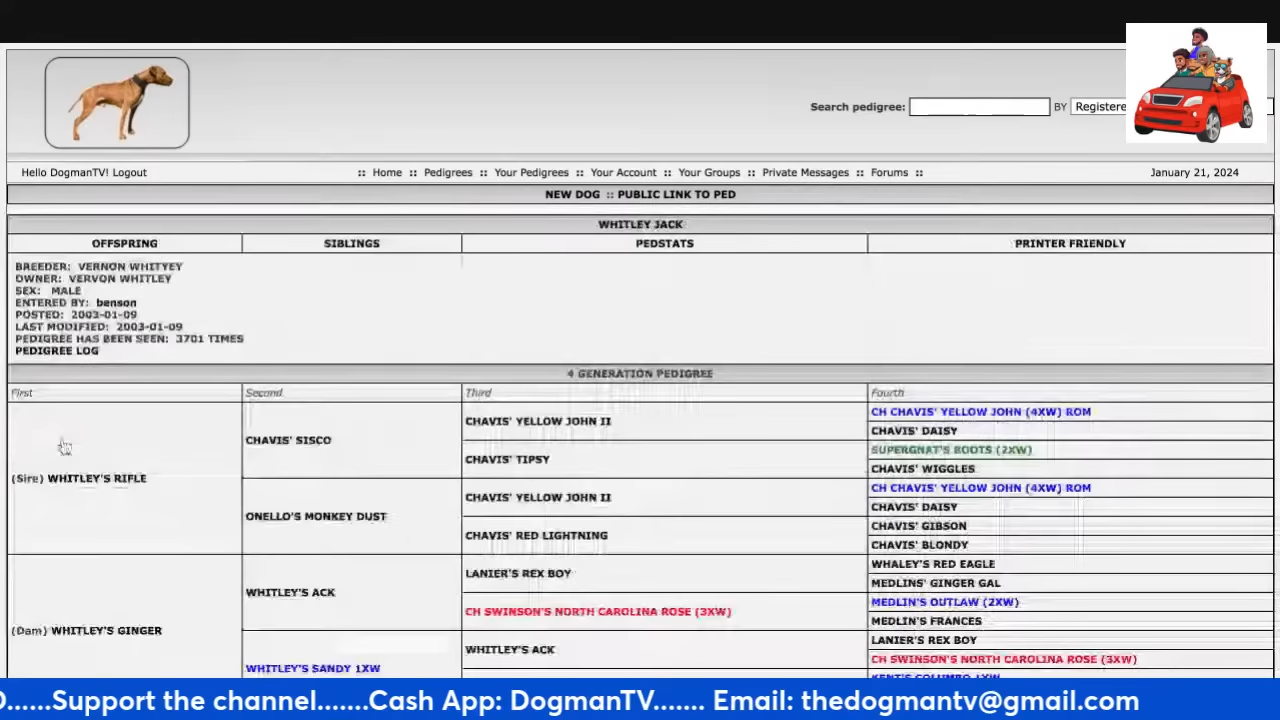 Search pedigree: BY Registere
Hello DogmanTV! Logout :: Home :: Pedigrees :: Your Pedigrees :: Your Account :: Your Groups :: Private Messages :: Forums :: January 21, 2024
NEW DOG :: PUBLIC LINK TO PED
WHITLEY JACK
OFFSPRING SIBLINGS PEDSTATS PRINTER FRIENDLY
BREEDER: VERNON WHITYEY
OWNER: VERVON WHITLEY
SEX: MALE
ENTERED BY: benson
POSTED: 2003-01-09
LAST MODIFIED: 2003-01-09
PEDIGREE HAS BEEN SEEN: 3701 TIMES
PEDIGREE LOG
4 GENERATION PEDIGREE
First Second Third Fourth
(Sire) WHITLEY'S RIFLE
CHAVIS' SISCO
CHAVIS' YELLOW JOHN II
CH CHAVIS' YELLOW JOHN (4XW) ROM
CHAVIS' DAISY
CHAVIS' TIPSY
SUPERGNAT'S BOOTS (2XW)
CHAVIS' WIGGLES
ONELLO'S MONKEY DUST
CHAVIS' YELLOW JOHN II
CH CHAVIS' YELLOW JOHN (4XW) ROM
CHAVIS' DAISY
CHAVIS' RED LIGHTNING
CHAVIS' GIBSON
CHAVIS' BLONDY
(Dam) WHITLEY'S GINGER
WHITLEY'S ACK
LANIER'S REX BOY
WHALEY'S RED EAGLE
MEDLINS' GINGER GAL
CH SWINSON'S NORTH CAROLINA ROSE (3XW)
MEDLIN'S OUTLAW (2XW)
MEDLIN'S FRANCES
WHITLEY'S SANDY 1XW
WHITLEY'S ACK
LANIER'S REX BOY
CH SWINSON'S NORTH CAROLINA ROSE (3XW)
KENT'S COLUMBO 1XW
......Support the channel.......Cash App: DogmanTV....... Email: thedogmantv@gmail.com